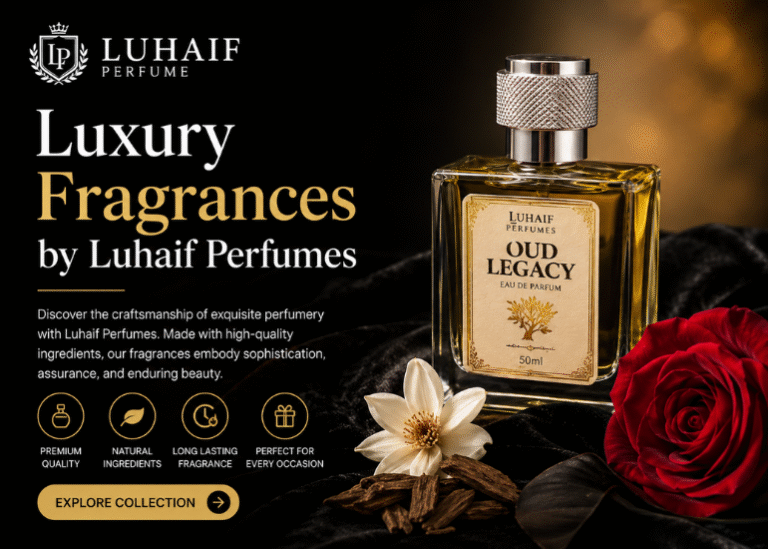 LP
LUHAIF
PERFUME
Luxury
Fragrances
by Luhaif Perfumes
Discover the craftsmanship of exquisite perfumery
with Luhaif Perfumes. Made with high-quality
ingredients, our fragrances embody sophistication,
assurance, and enduring beauty.
PREMIUM
QUALITY
NATURAL
INGREDIENTS
LONG LASTING
FRAGRANCE
PERFECT FOR
EVERY OCCASION
EXPLORE COLLECTION
LUHAIF
PERFUMES
OUD
LEGACY
EAU DE PARFUM
50ml